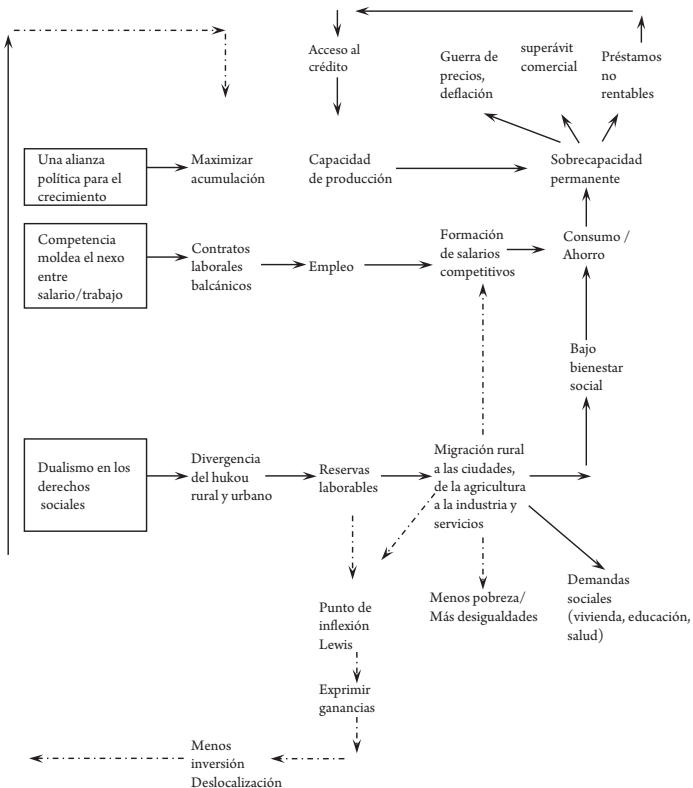 Acceso al
crédito
Guerra de
precios,
deflación
superávit
comercial
Préstamos
no
rentables
Una alianza
política para el
crecimiento
Maximizar
acumulación
Capacidad
de producción
Sobrecapacidad
permanente
Competencia
moldea el nexo
entre
salario/trabajo
Contratos
laborales
balcánicos
Empleo
Formación
de salarios
competitivos
Consumo /
Ahorro
Bajo
bienestar
social
Dualismo en los
derechos
sociales
Divergencia
del hukou
rural y urbano
Reservas
laborables
Migración rural
a las ciudades,
de la agricultura
a la industria y
servicios
Punto de
inflexión
Lewis
Menos pobreza/
Más desigualdades
Demandas
sociales
(vivienda, educación,
salud)
Exprimir
ganancias
Menos
inversión
Deslocalización